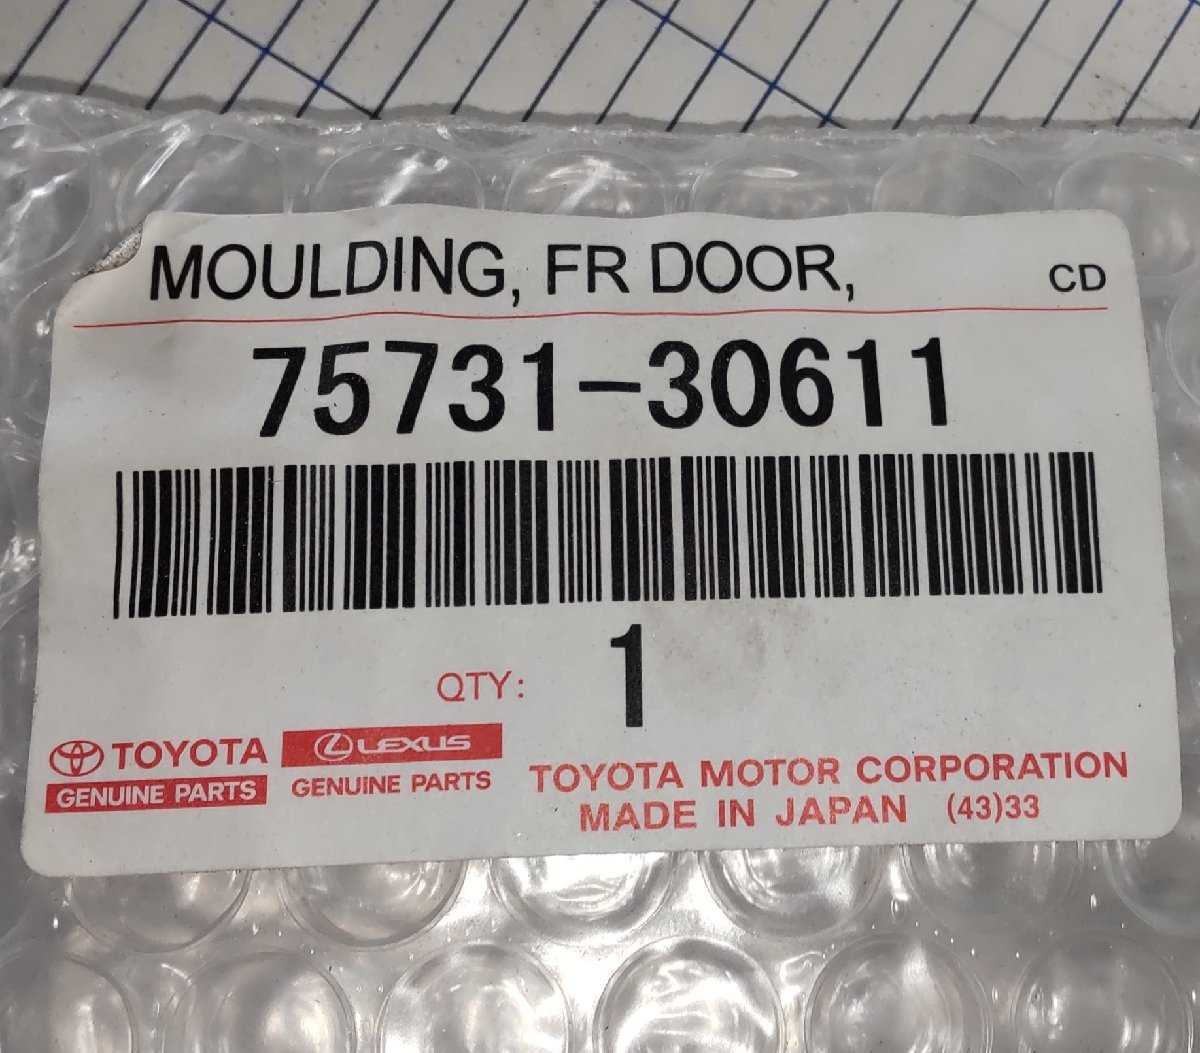 MOULDING, FR DOOR, CD
75731-30611
QTY: 1
TOYOTA LEXUS
GENUINE PARTS GENUINE PARTS
TOYOTA MOTOR CORPORATION
MADE IN JAPAN (43)33